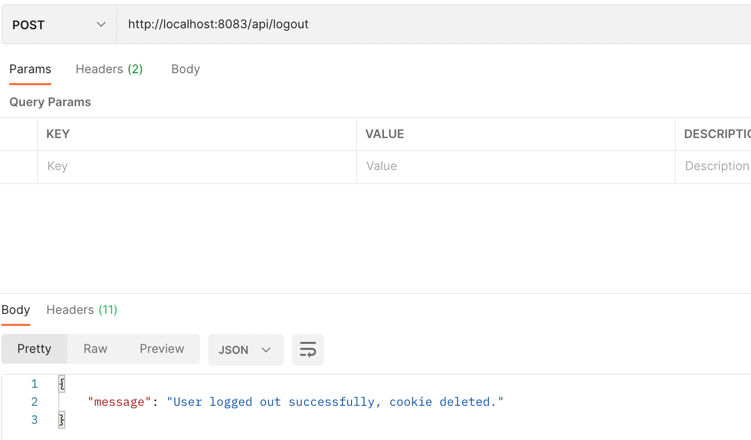 POST http://localhost:8083/api/logout
Params Headers (2) Body
Query Params
KEY VALUE DESCRIPTIO
Key Value Description
Body Headers (11)
Pretty Raw Preview JSON
1 {
2 "message": "User logged out successfully, cookie deleted."
3 }